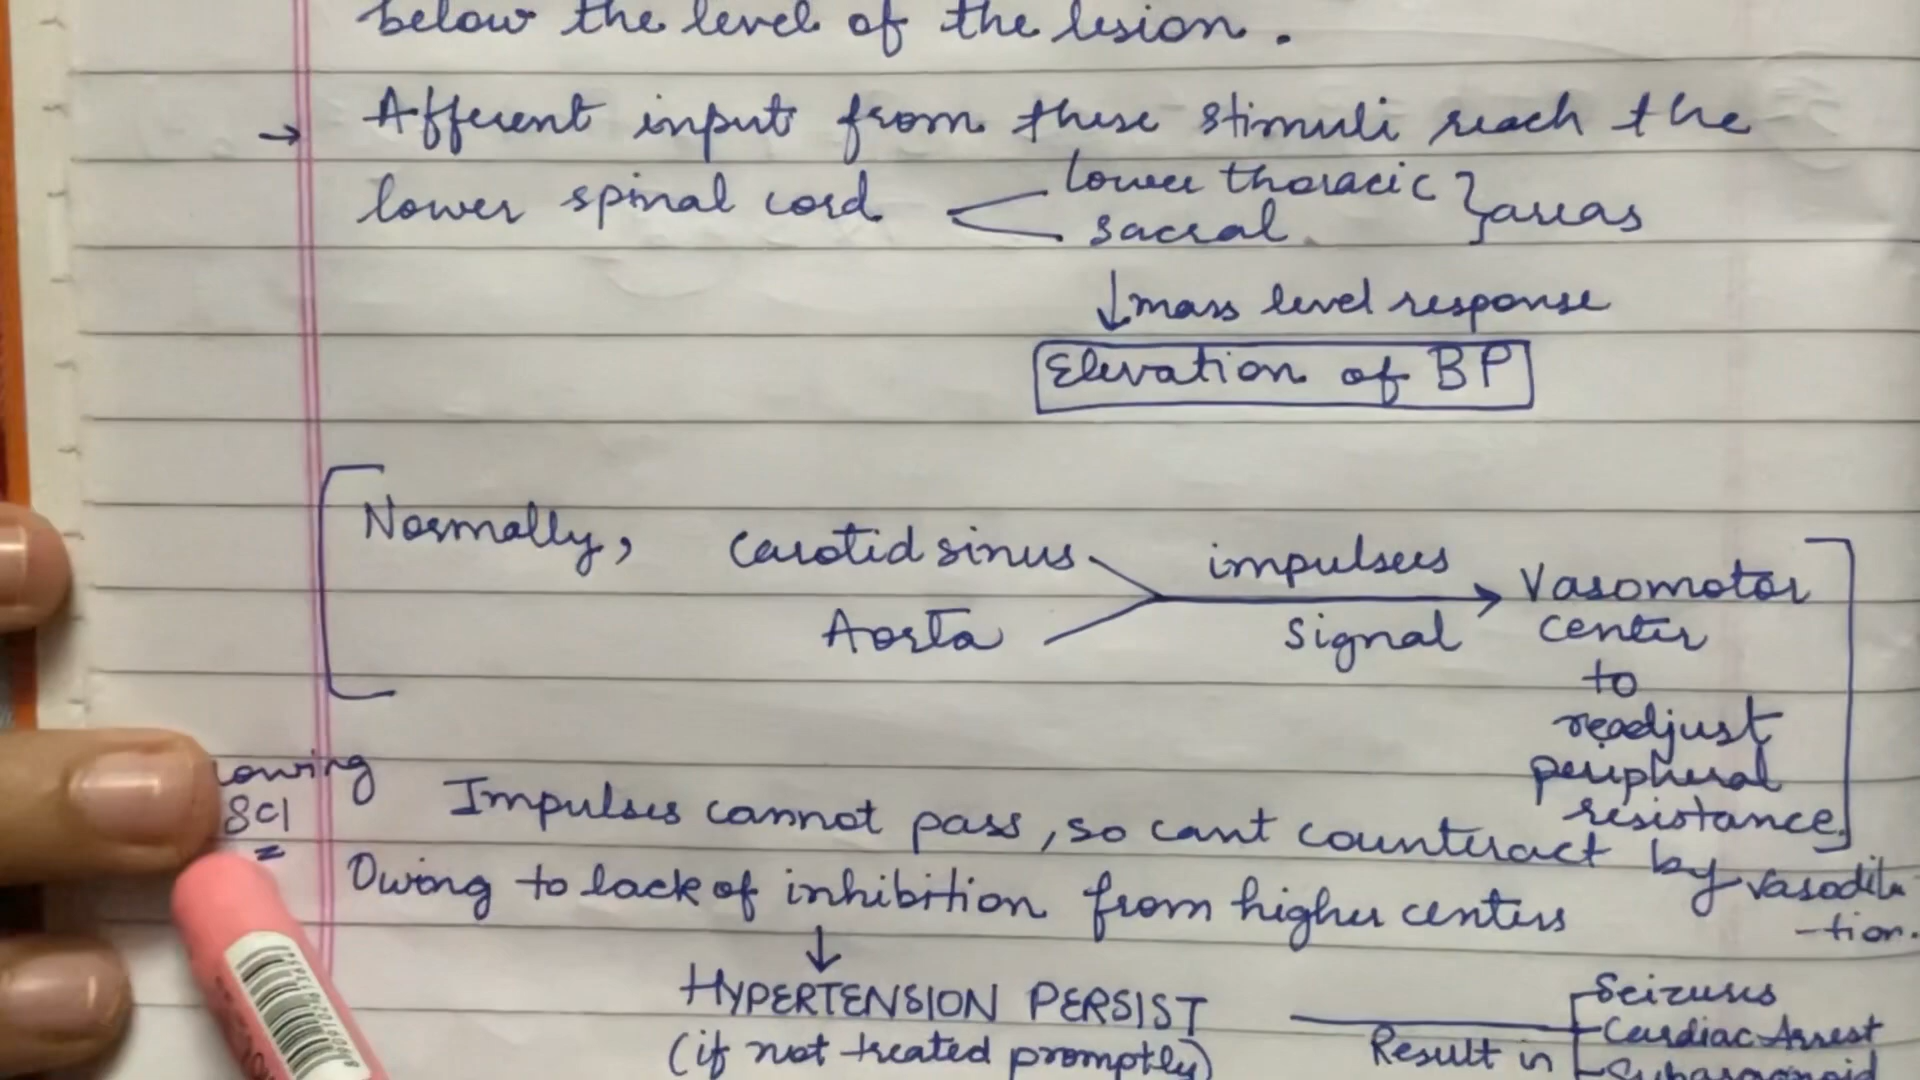 below the level of the lesion.
→ Afferent input from these stimuli reach the
lower spinal cord lower thoracic } areas
sacral
↓ mass level response
Elevation of BP
Normally, carotid sinus impulses Vasomotor
Aorta signal center
to
readjust
peripheral
resistance
owing
SCI
Impulses cannot pass, so cant counteract by vasodila
-tion.
Owing to lack of inhibition from higher centers
↓
HYPERTENSION PERSIST
(if not treated promptly)
Result in
Seizures
Cardiac Arrest